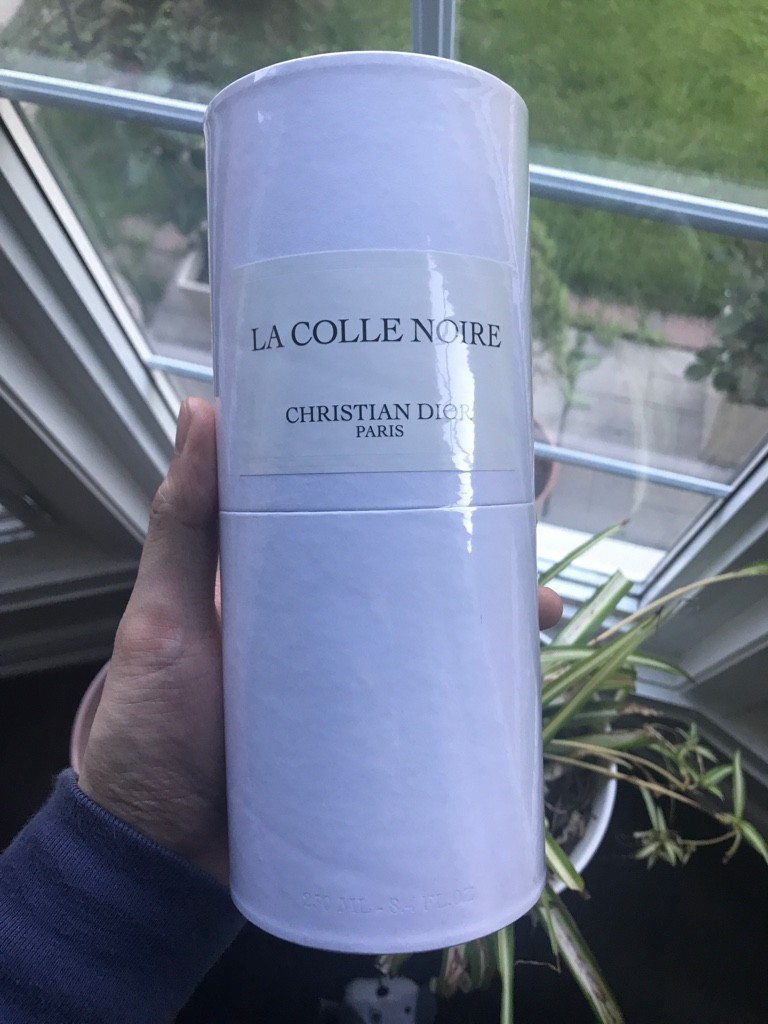 LA COLLE NOIRE
CHRISTIAN DIOR
PARIS
250 ML - 8.4 FL.OZ